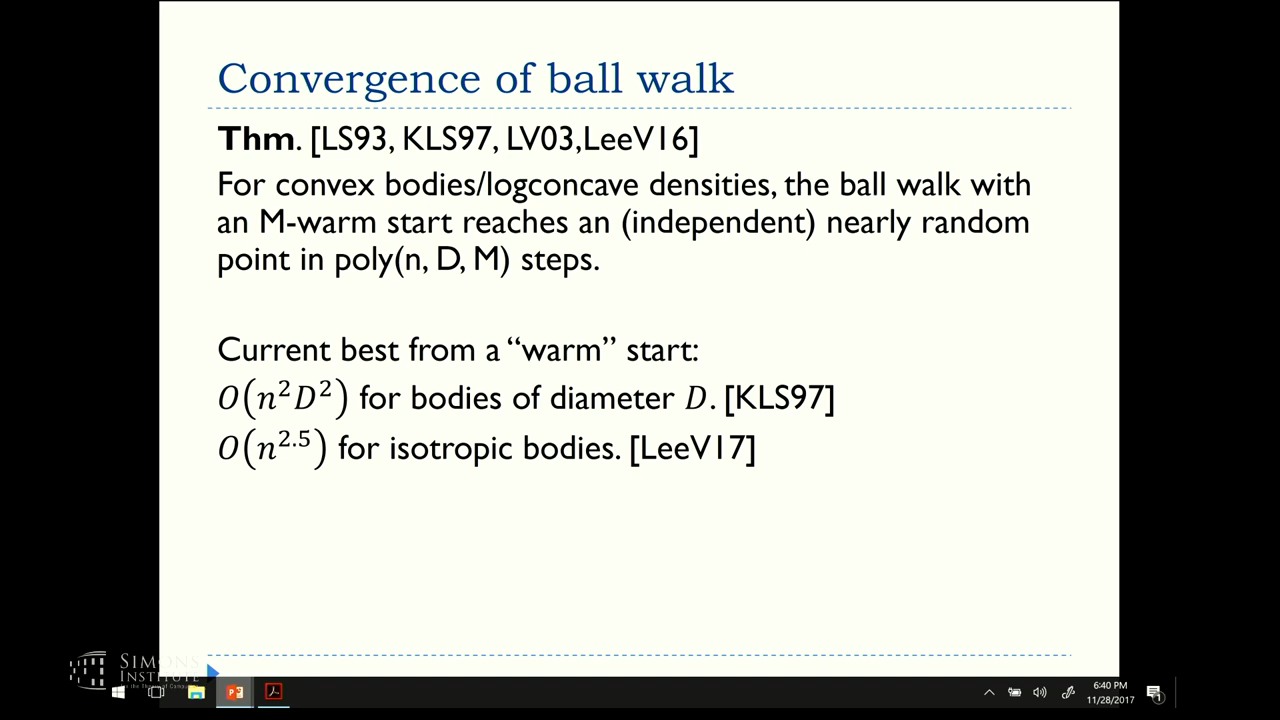 Convergence of ball walk
Thm. [LS93, KLS97, LV03,LeeV16]
For convex bodies/logconcave densities, the ball walk with
an M-warm start reaches an (independent) nearly random
point in poly(n, D, M) steps.
Current best from a “warm” start:
O(n²D²) for bodies of diameter D. [KLS97]
O(n^2.5) for isotropic bodies. [LeeV17]
SIMONS
INSTITUTE
6:40 PM
11/28/2017